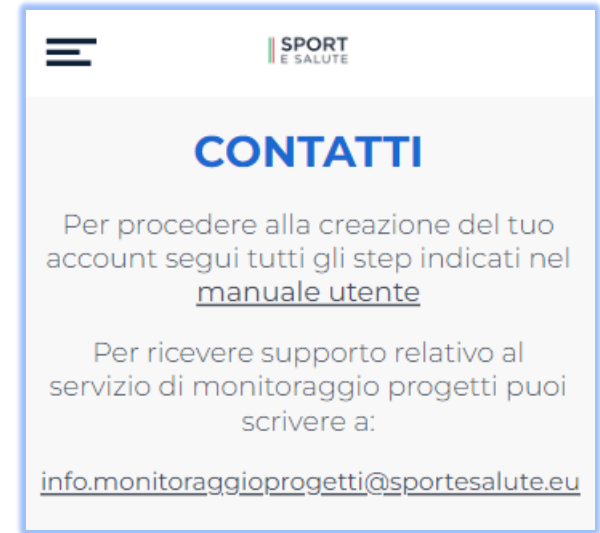 SPORT
E SALUTE
CONTATTI
Per procedere alla creazione del tuo
account segui tutti gli step indicati nel
manuale utente
Per ricevere supporto relativo al
servizio di monitoraggio progetti puoi
scrivere a:
info.monitoraggioprogetti@sportesalute.eu